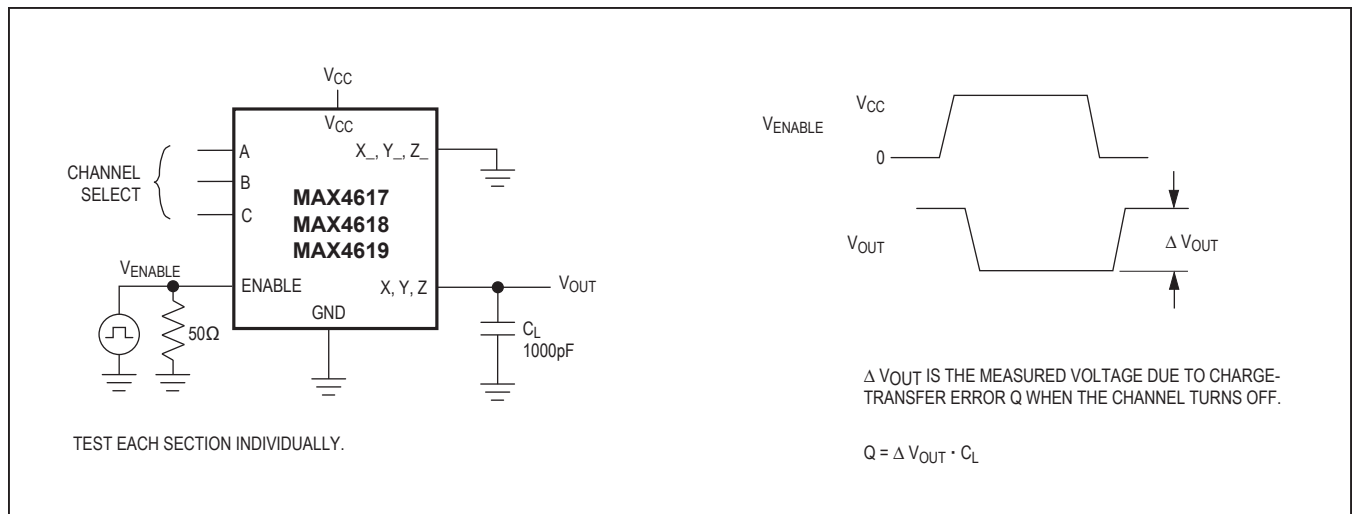 VCC
VCC
A
B
C
CHANNEL
SELECT
X_, Y_, Z_
MAX4617
MAX4618
MAX4619
VENABLE
ENABLE
X, Y, Z
VOUT
GND
50Ω
CL
1000pF
TEST EACH SECTION INDIVIDUALLY.
VENABLE
VCC
0
VOUT
Δ VOUT
Δ VOUT IS THE MEASURED VOLTAGE DUE TO CHARGE-
TRANSFER ERROR Q WHEN THE CHANNEL TURNS OFF.
Q = Δ VOUT · CL